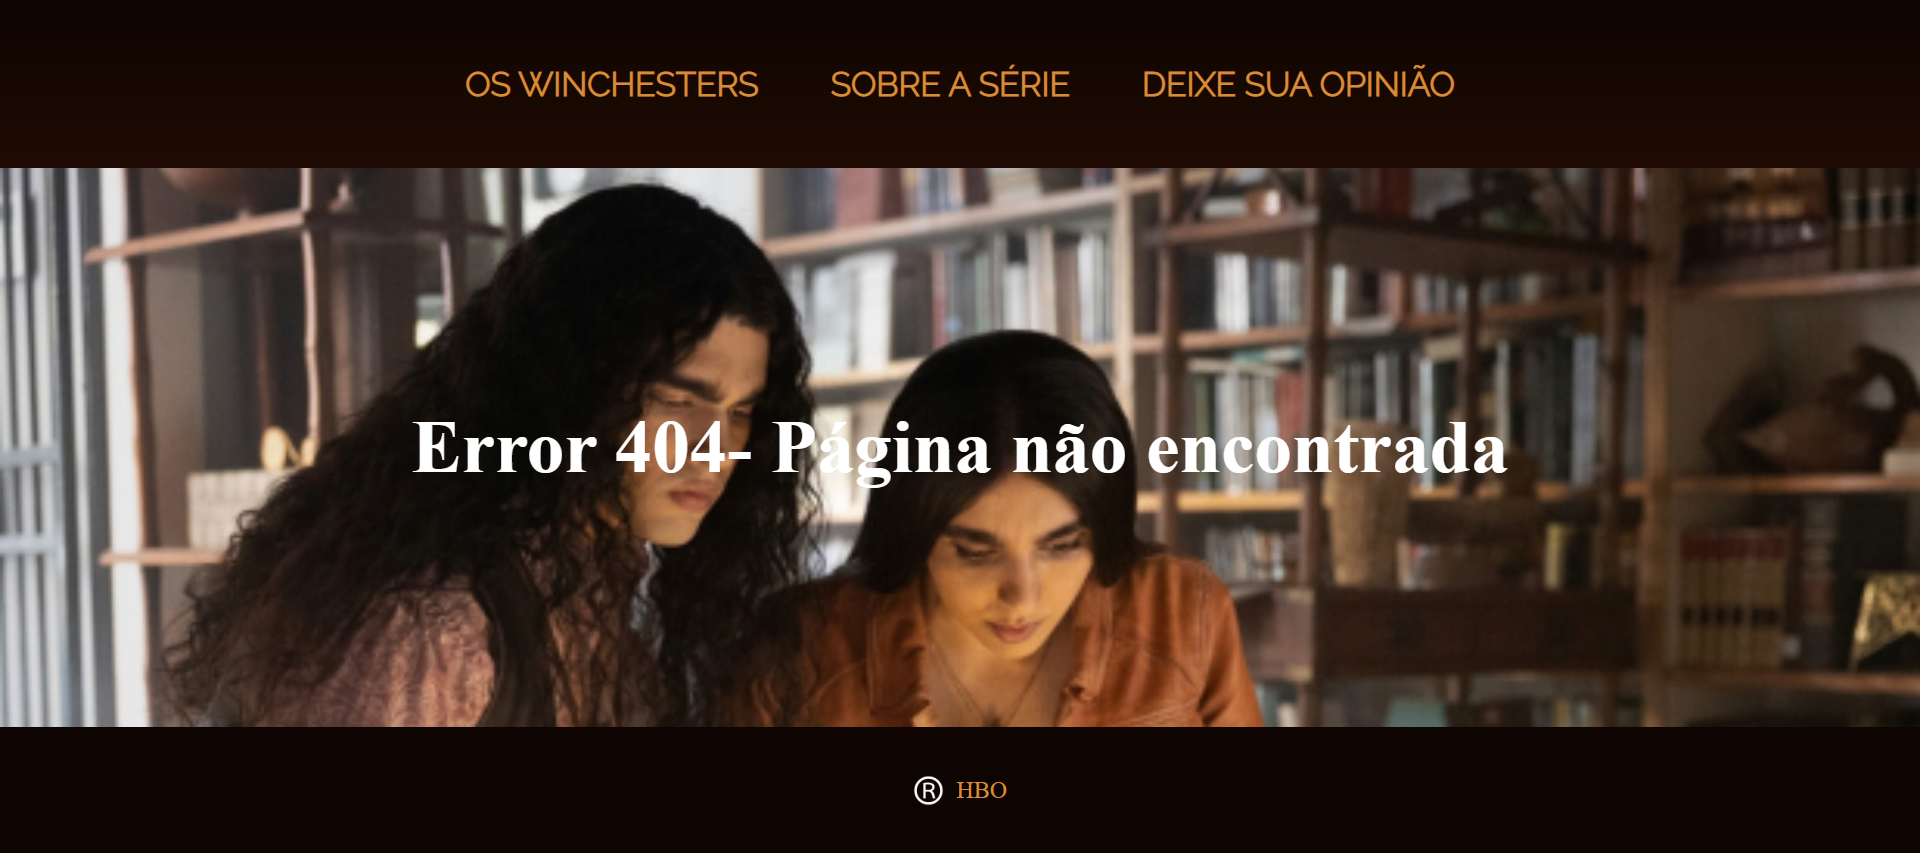 OS WINCHESTERS SOBRE A SÉRIE DEIXE SUA OPINIÃO
Error 404- Página não encontrada
® HBO